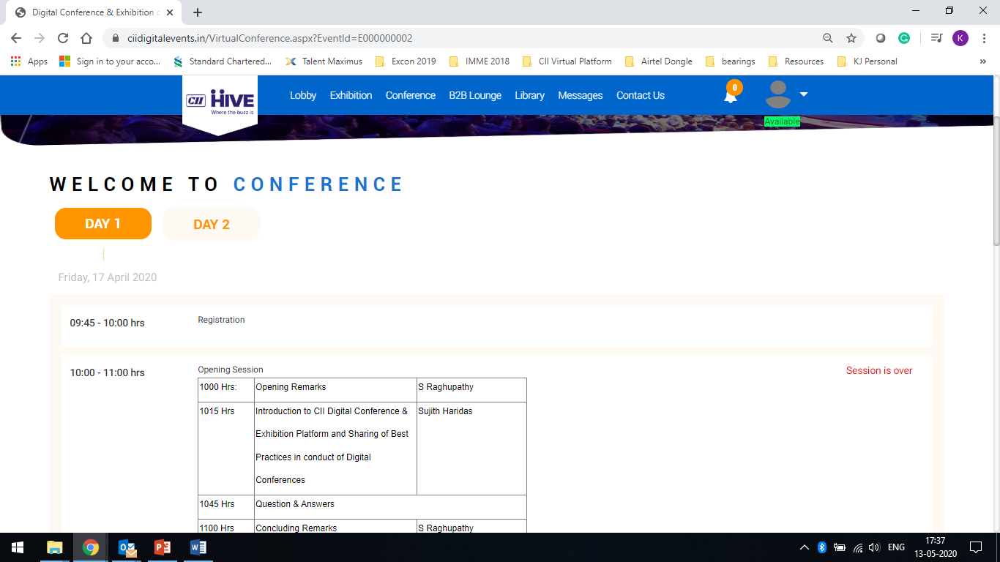 Digital Conference & Exhibition
ciidigitalevents.in/VirtualConference.aspx?EventId=E000000002
K
Apps
Sign in to your acco...
Standard Chartered...
Talent Maximus
Excon 2019
IMME 2018
CII Virtual Platform
Airtel Dongle
bearings
Resources
KJ Personal
»
CII HIVE
Where the buzz is
Lobby
Exhibition
Conference
B2B Lounge
Library
Messages
Contact Us
0
Available
WELCOME TO CONFERENCE
DAY 1
DAY 2
Friday, 17 April 2020
09:45 - 10:00 hrs
Registration
10:00 - 11:00 hrs
Opening Session
Session is over
1000 Hrs:
Opening Remarks
S Raghupathy
1015 Hrs
Introduction to CII Digital Conference &
Exhibition Platform and Sharing of Best
Practices in conduct of Digital
Conferences
Sujith Haridas
1045 Hrs
Question & Answers
1100 Hrs
Concluding Remarks
S Raghupathy
ENG
17:37
13-05-2020